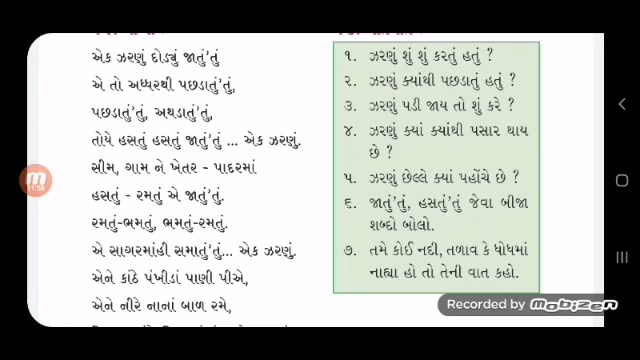 એક ઝરણું દોડ્યું જાતું'તું
એ તો અધ્ધરથી પછડાતું'તું,
પછડાતું'તું, અથડાતું'તું,
તોયે હસતું હસતું જાતું'તું ... એક ઝરણું.
સીમ, ગામ ને ખેતર - પાદરમાં
હસતું - રમતું એ જાતું'તું.
રમતું-ભમતું, ભમતું-રમતું.
એ સાગરમાંહી સમાતું'તું... એક ઝરણું.
એને કાંઠે પંખીડાં પાણી પીએ,
એને નીરે નાનાં બાળ રમે,
૧. ઝરણું શું શું કરતું હતું ?
૨. ઝરણું ક્યાંથી પછડાતું હતું ?
૩. ઝરણું પડી જાય તો શું કરે ?
૪. ઝરણું ક્યાં ક્યાંથી પસાર થાય
છે ?
૫. ઝરણું છેલ્લે ક્યાં પહોંચે છે ?
૬. જાતું'તું, હસતું'તું જેવા બીજા
શબ્દો બોલો.
૭. તમે કોઈ નદી, તળાવ કે ધોધમાં
નાહ્યા હો તો તેની વાત કહો.
11:58
Recorded by Mobizen